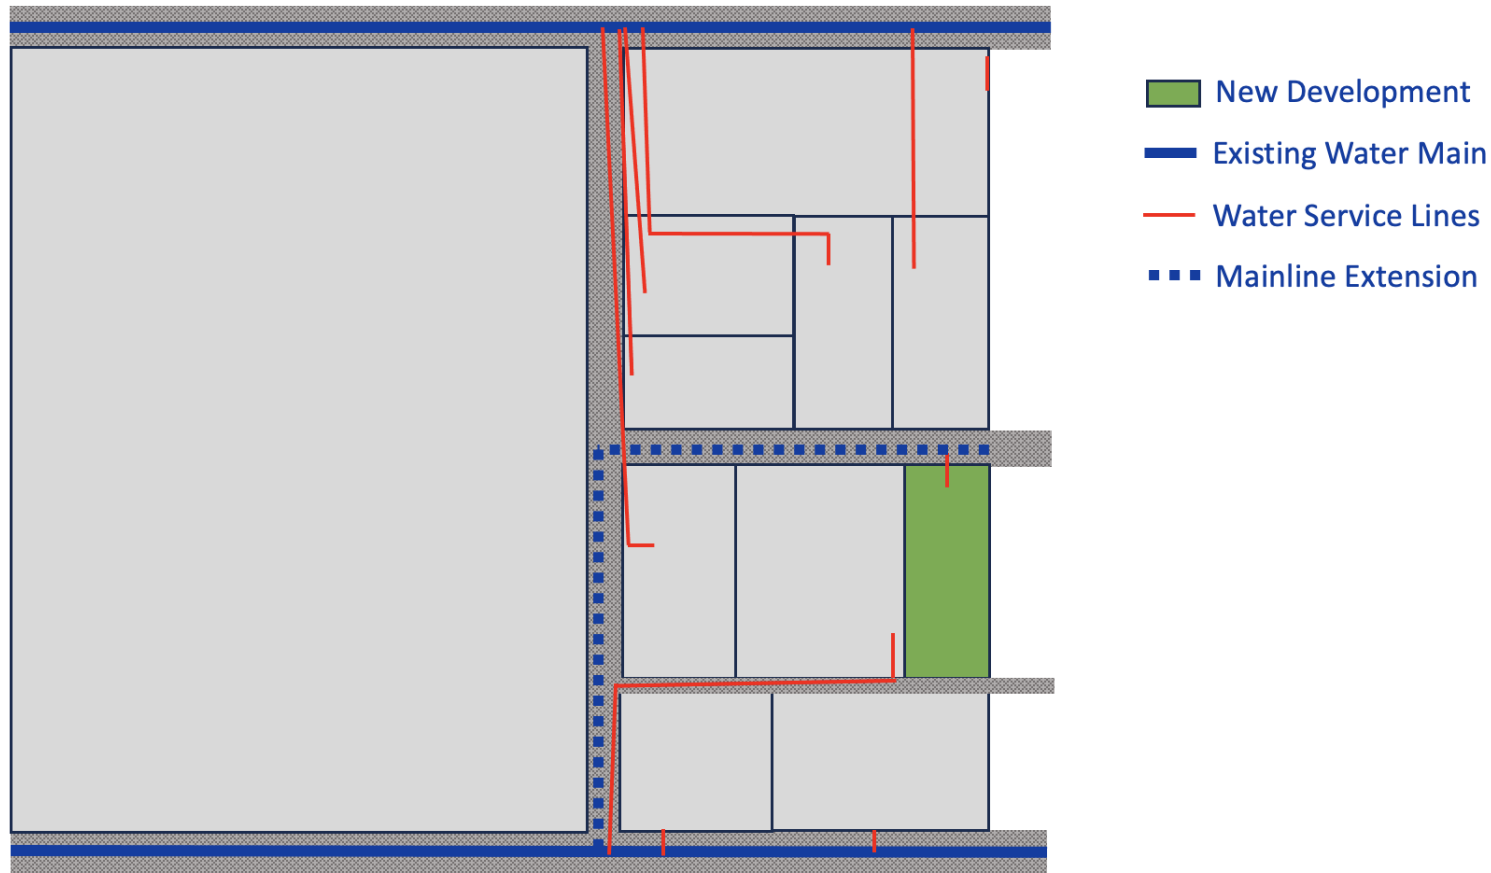 New Development
Existing Water Main
Water Service Lines
Mainline Extension